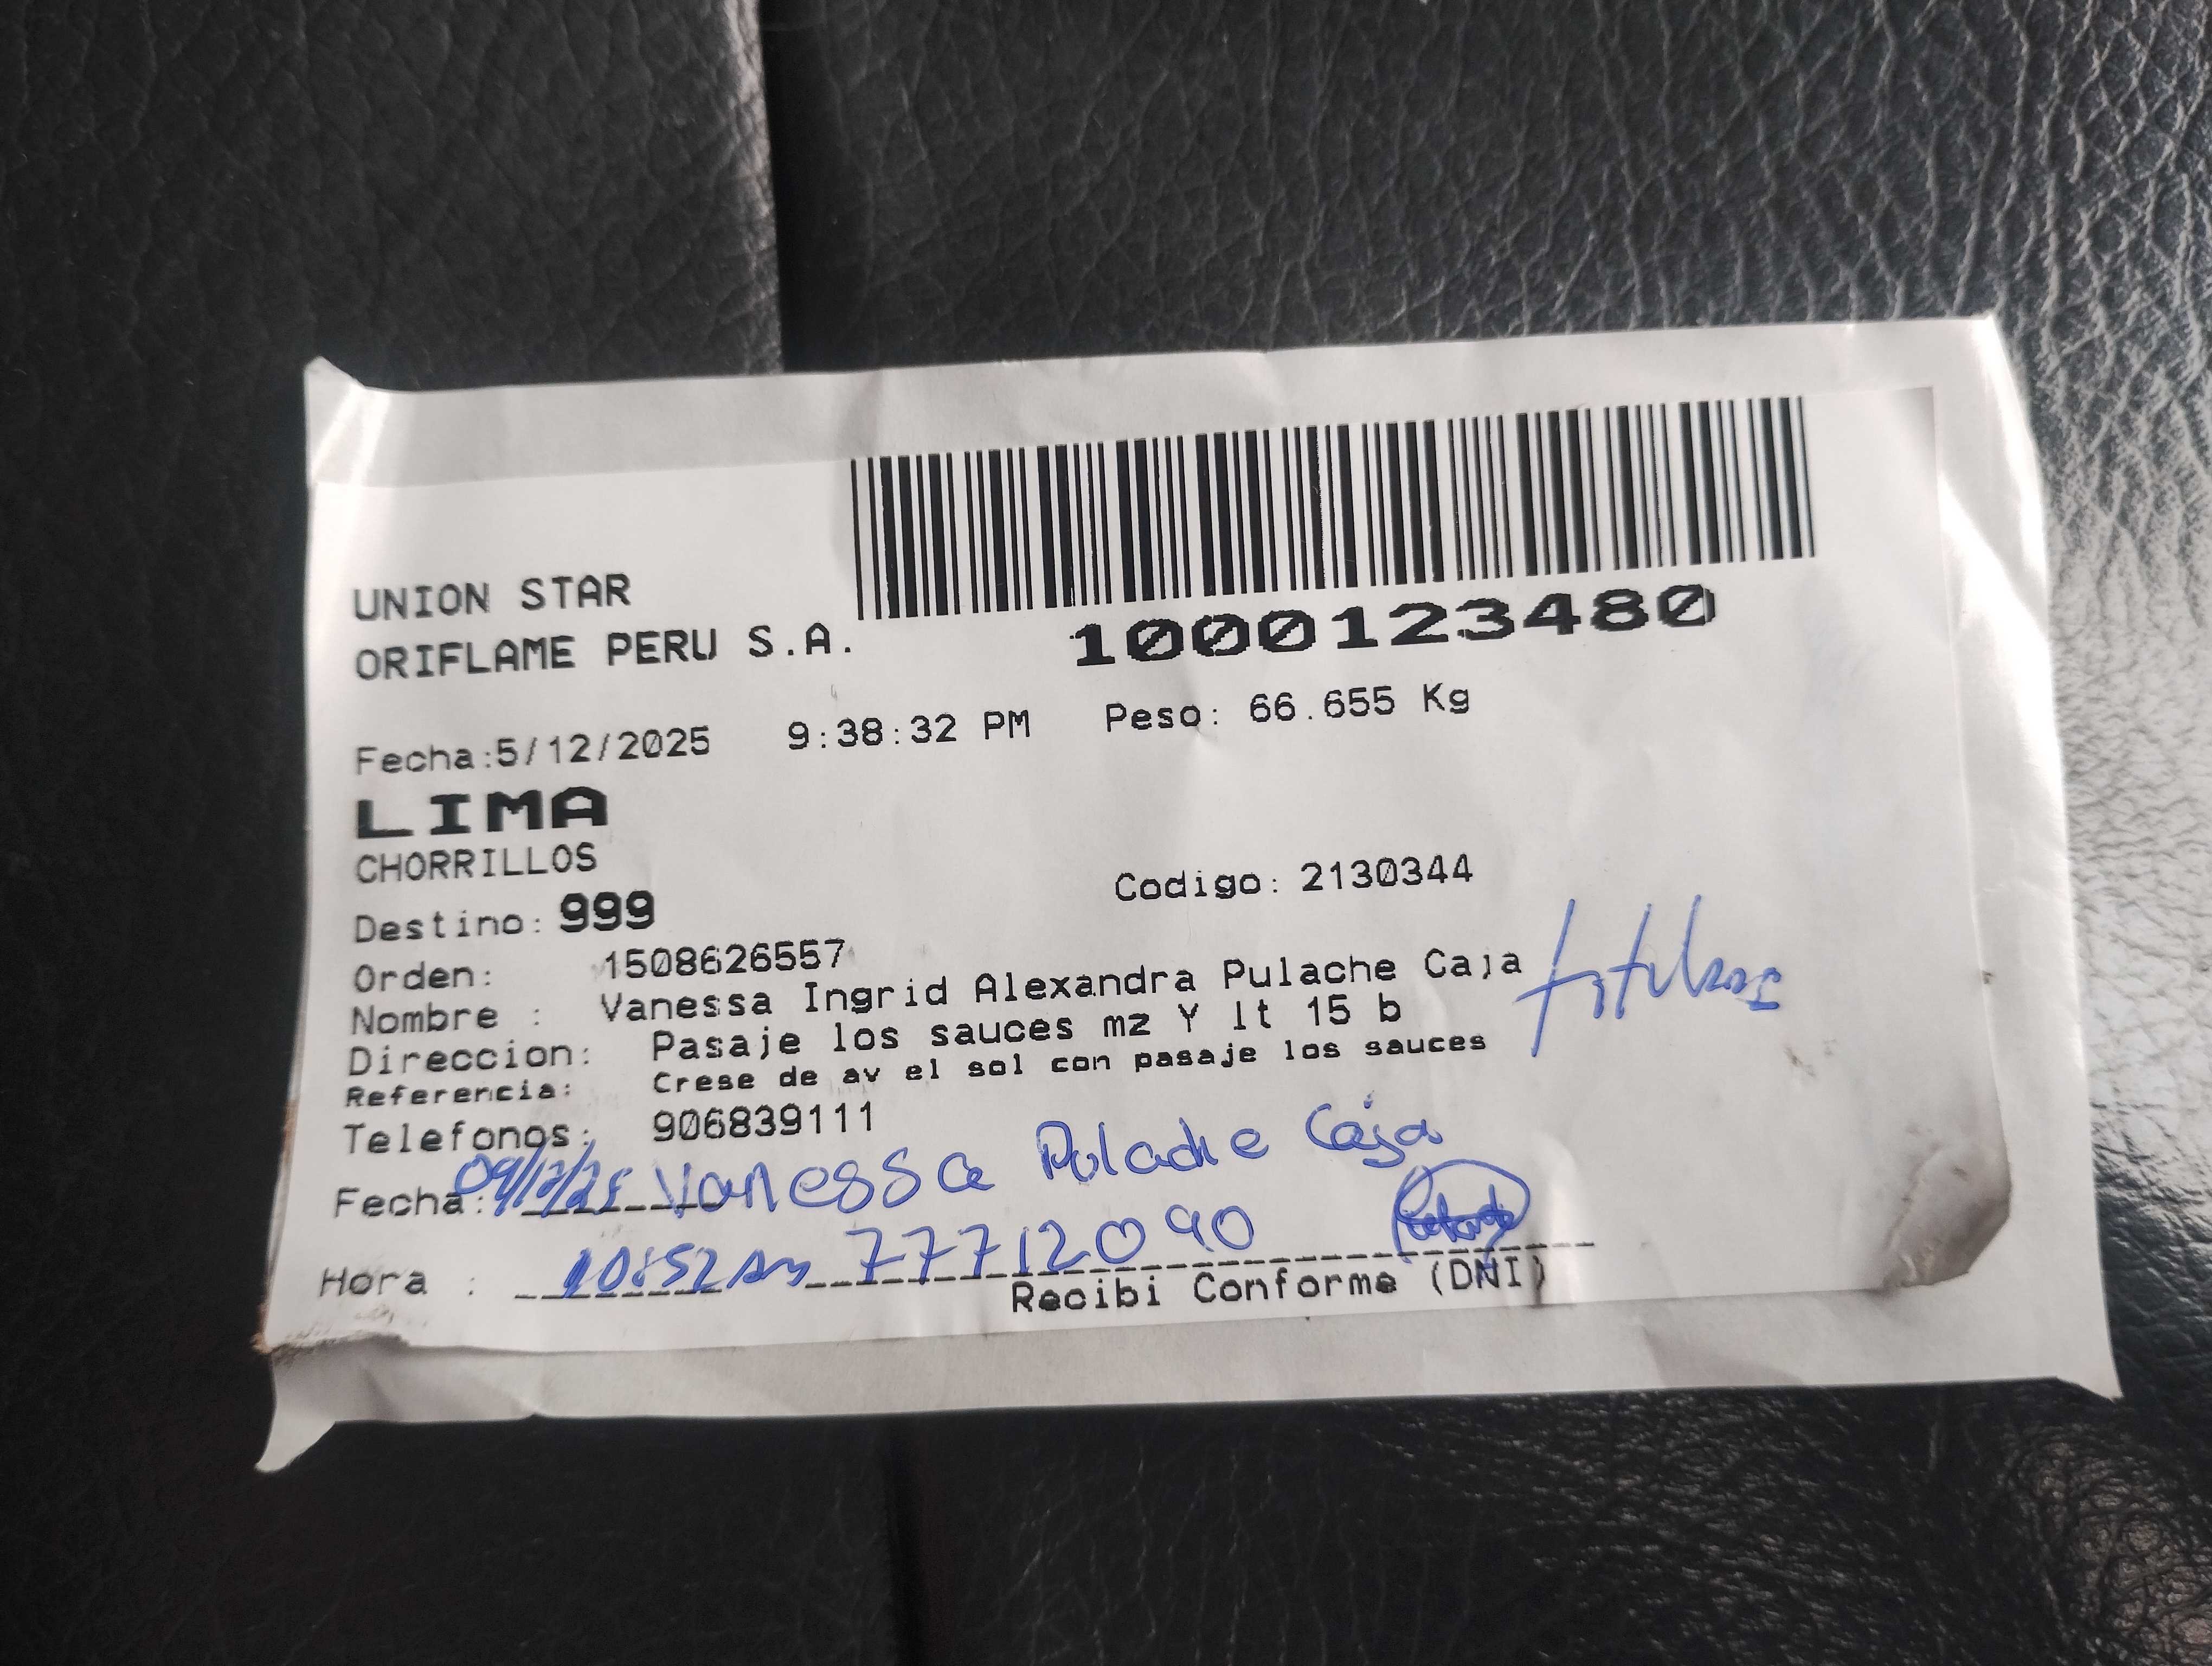 UNION STAR
ORIFLAME PERU S.A.
1000123480
Fecha:5/12/2025 9:38:32 PM Peso: 66.655 Kg
LIMA
CHORRILLOS
Destino: 999 Codigo: 2130344
Orden: 1508626557
Nombre : Vanessa Ingrid Alexandra Pulache Caja
Direccion: Pasaje los sauces mz Y lt 15 b
Referencia: Crese de av el sol con pasaje los sauces
Telefonos: 906839111
Fecha: 09/12/25 Vanessa Pulache Caja
Hora : 10:52 Am 77712090
Recibi Conforme (DNI)